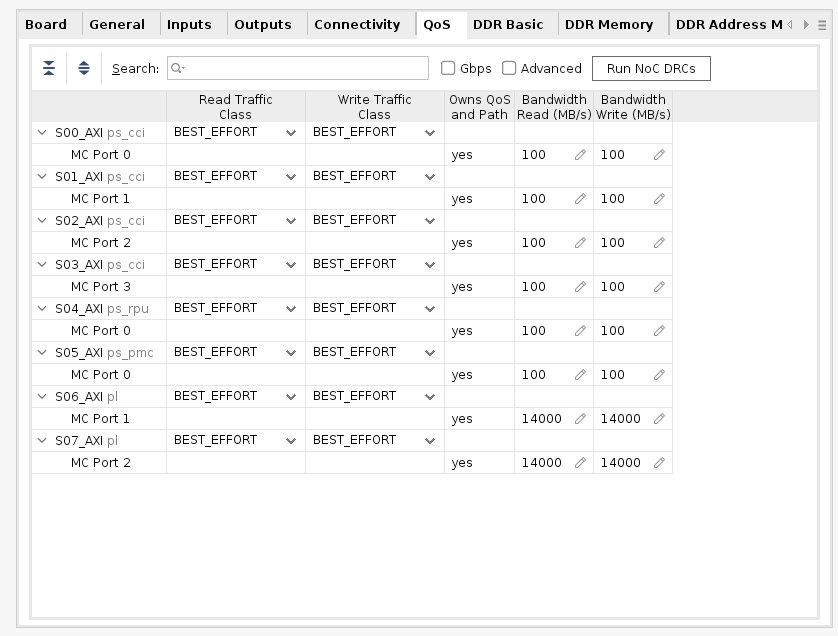 Board General Inputs Outputs Connectivity QoS DDR Basic DDR Memory DDR Address M
Search: Gbps Advanced Run NoC DRCs
Read Traffic Write Traffic Owns QoS Bandwidth Bandwidth
Class Class and Path Read (MB/s) Write (MB/s)
S00_AXI ps_cci BEST_EFFORT BEST_EFFORT
MC Port 0 yes 100 100
S01_AXI ps_cci BEST_EFFORT BEST_EFFORT
MC Port 1 yes 100 100
S02_AXI ps_cci BEST_EFFORT BEST_EFFORT
MC Port 2 yes 100 100
S03_AXI ps_cci BEST_EFFORT BEST_EFFORT
MC Port 3 yes 100 100
S04_AXI ps_rpu BEST_EFFORT BEST_EFFORT
MC Port 0 yes 100 100
S05_AXI ps_pmc BEST_EFFORT BEST_EFFORT
MC Port 0 yes 100 100
S06_AXI pl BEST_EFFORT BEST_EFFORT
MC Port 1 yes 14000 14000
S07_AXI pl BEST_EFFORT BEST_EFFORT
MC Port 2 yes 14000 14000